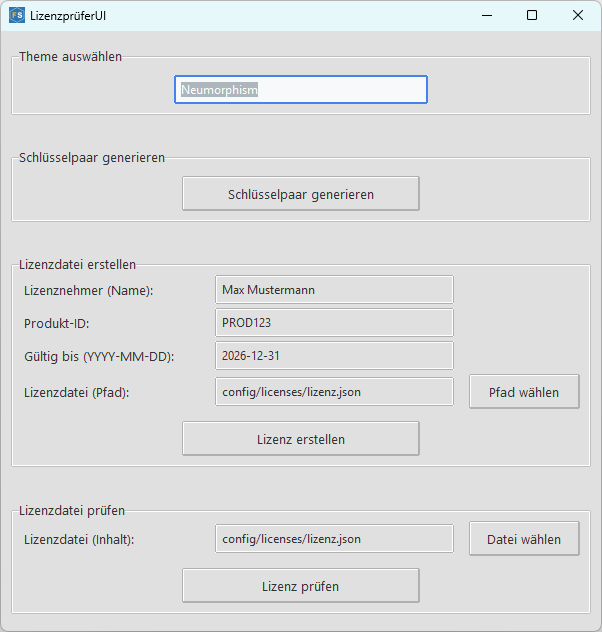 FS LizenzprüferUI
Theme auswählen
Neumorphism
Schlüsselpaar generieren
Schlüsselpaar generieren
Lizenzdatei erstellen
Lizenznehmer (Name): Max Mustermann
Produkt-ID: PROD123
Gültig bis (YYYY-MM-DD): 2026-12-31
Lizenzdatei (Pfad): config/licenses/lizenz.json Pfad wählen
Lizenz erstellen
Lizenzdatei prüfen
Lizenzdatei (Inhalt): config/licenses/lizenz.json Datei wählen
Lizenz prüfen